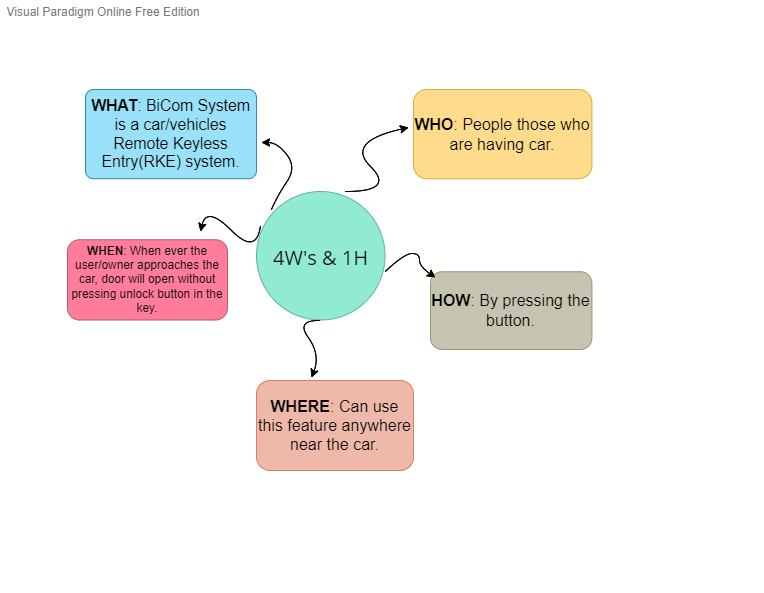 Visual Paradigm Online Free Edition
WHAT: BiCom System
is a car/vehicles
Remote Keyless
Entry(RKE) system.
WHO: People those who
are having car.
WHEN: When ever the
user/owner approaches the
car, door will open without
pressing unlock button in the
key.
4W's & 1H
HOW: By pressing the
button.
WHERE: Can use
this feature anywhere
near the car.